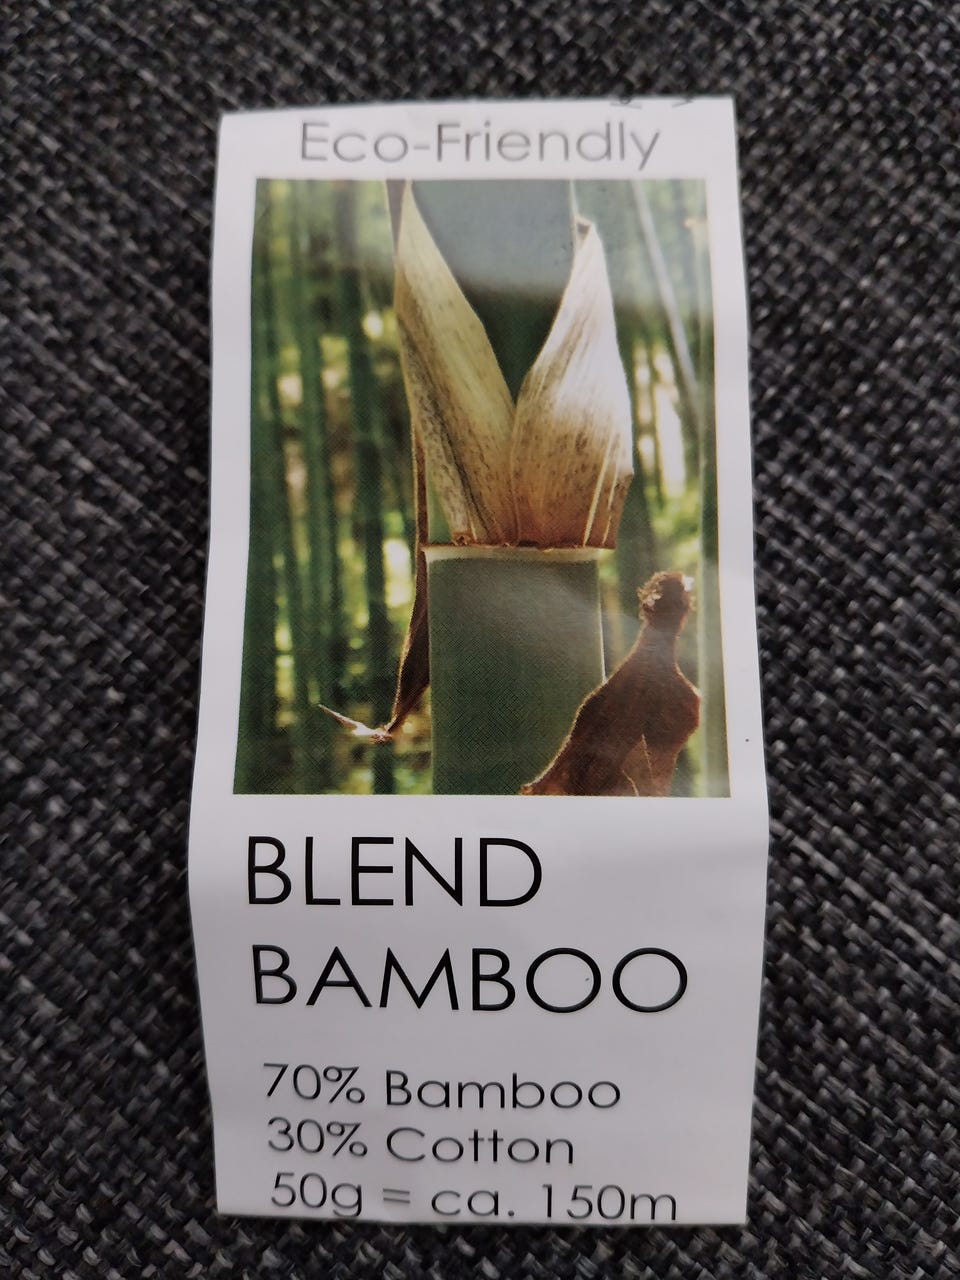 Eco-Friendly
BLEND
BAMBOO
70% Bamboo
30% Cotton
50g = ca. 150m